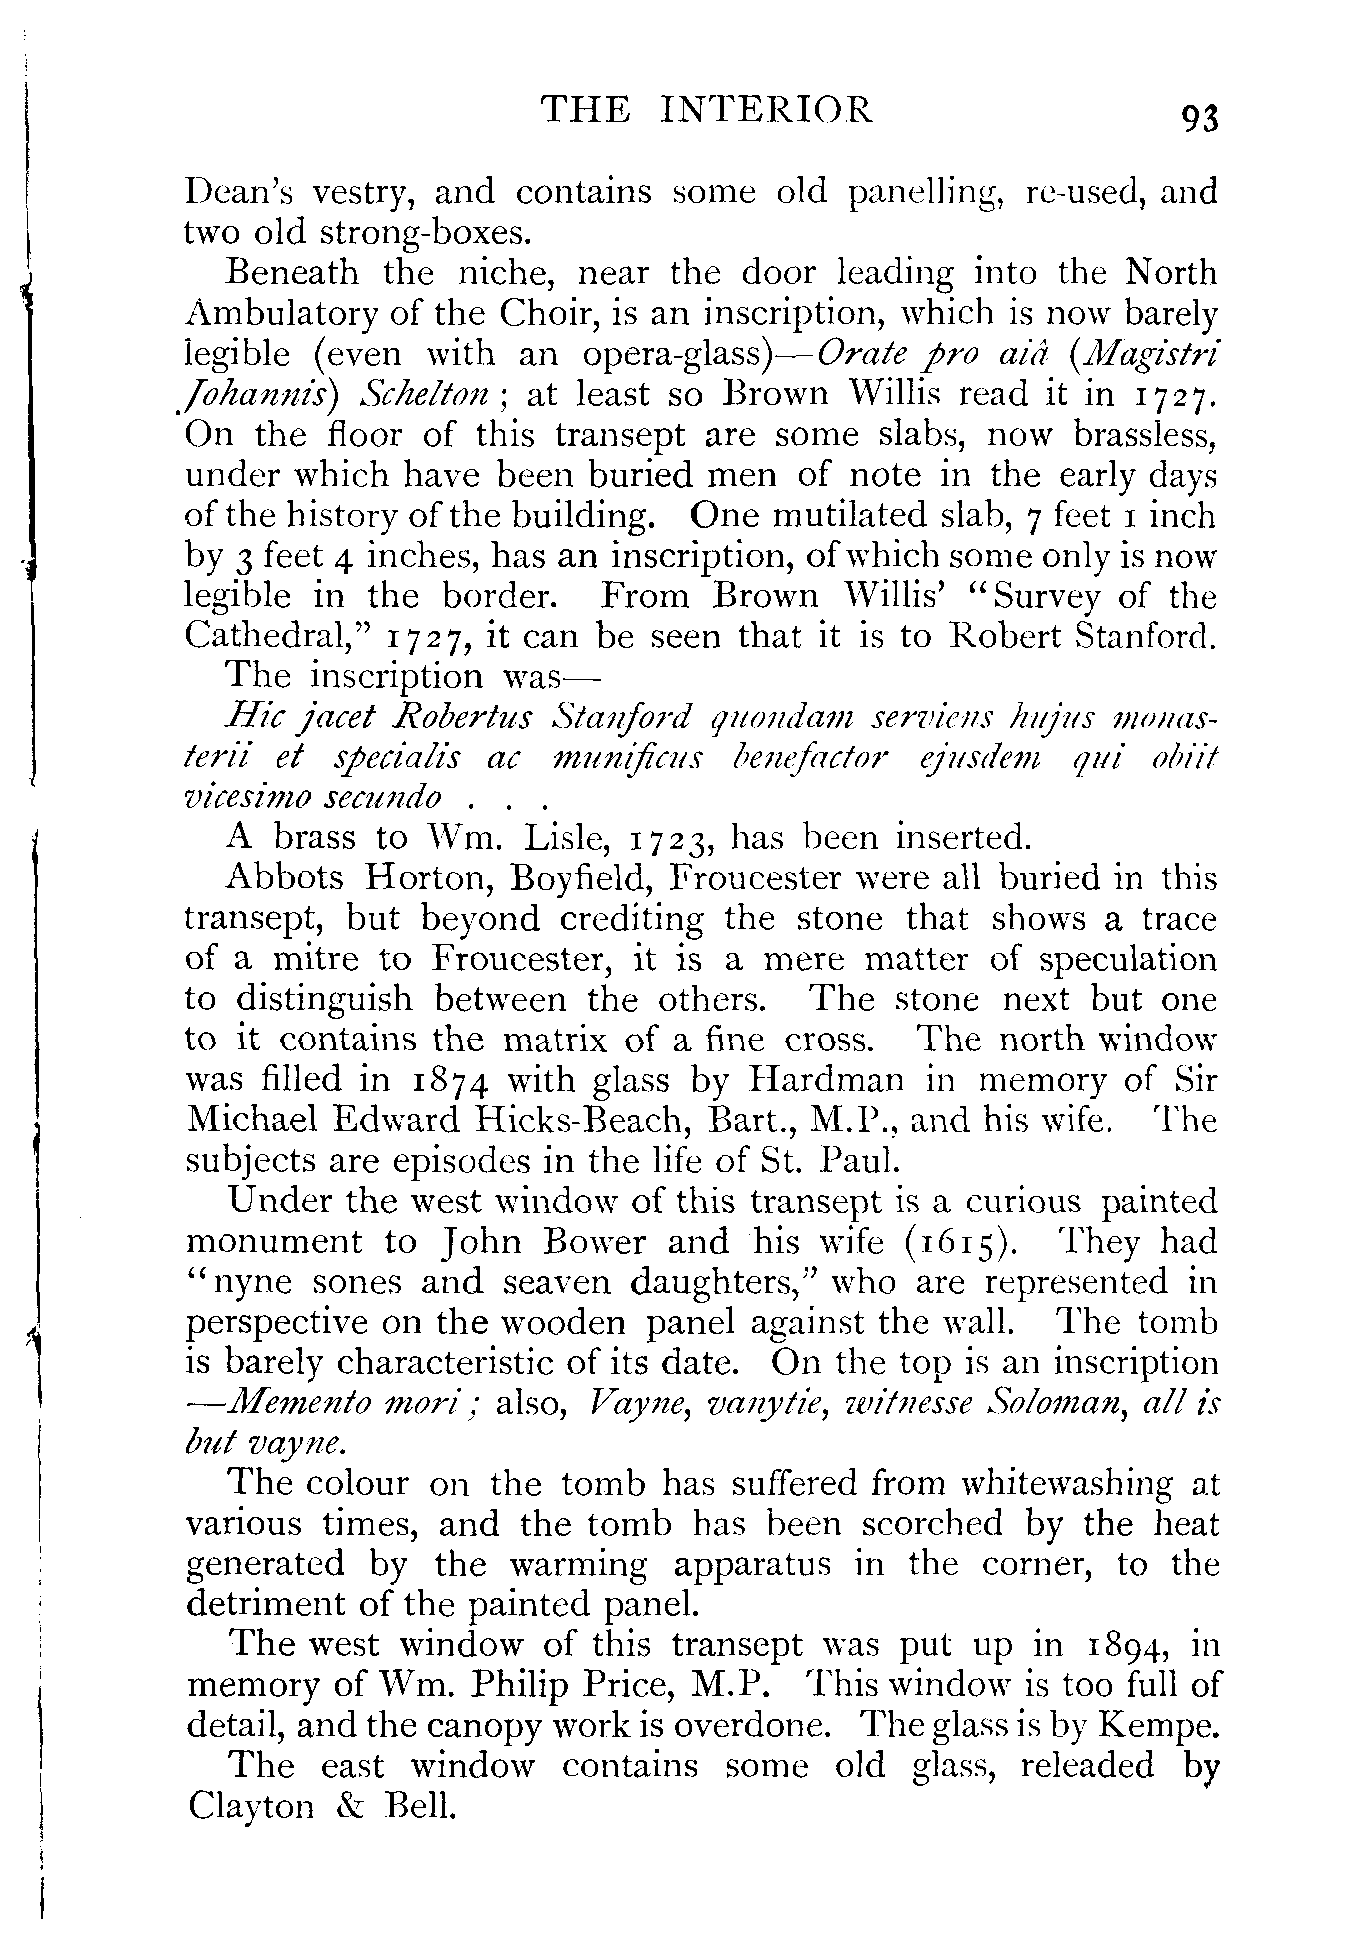 THE INTERIOR 93
Dean's vestry, and contains some old panelling, re-used, and
two old strong-boxes.
Beneath the niche, near the door leading into the North
Ambulatory of the Choir, is an inscription, which is now barely
legible (even with an opera-glass)—Orate pro aiâ (Magistri
Johannis) Schelton; at least so Brown Willis read it in 1727.
On the floor of this transept are some slabs, now brassless,
under which have been buried men of note in the early days
of the history of the building. One mutilated slab, 7 feet 1 inch
by 3 feet 4 inches, has an inscription, of which some only is now
legible in the border. From Brown Willis' "Survey of the
Cathedral," 1727, it can be seen that it is to Robert Stanford.
The inscription was—
Hic jacet Robertus Stanford quondam serviens hujus monas-
terii et specialis ac munificus benefactor ejusdem qui obiit
vicesimo secundo . . .
A brass to Wm. Lisle, 1723, has been inserted.
Abbots Horton, Boyfield, Froucester were all buried in this
transept, but beyond crediting the stone that shows a trace
of a mitre to Froucester, it is a mere matter of speculation
to distinguish between the others. The stone next but one
to it contains the matrix of a fine cross. The north window
was filled in 1874 with glass by Hardman in memory of Sir
Michael Edward Hicks-Beach, Bart., M.P., and his wife. The
subjects are episodes in the life of St. Paul.
Under the west window of this transept is a curious painted
monument to John Bower and his wife (1615). They had
"nyne sones and seaven daughters," who are represented in
perspective on the wooden panel against the wall. The tomb
is barely characteristic of its date. On the top is an inscription
—Memento mori; also, Vayne, vanytie, witnesse Soloman, all is
but vayne.
The colour on the tomb has suffered from whitewashing at
various times, and the tomb has been scorched by the heat
generated by the warming apparatus in the corner, to the
detriment of the painted panel.
The west window of this transept was put up in 1894, in
memory of Wm. Philip Price, M.P. This window is too full of
detail, and the canopy work is overdone. The glass is by Kempe.
The east window contains some old glass, releaded by
Clayton & Bell.